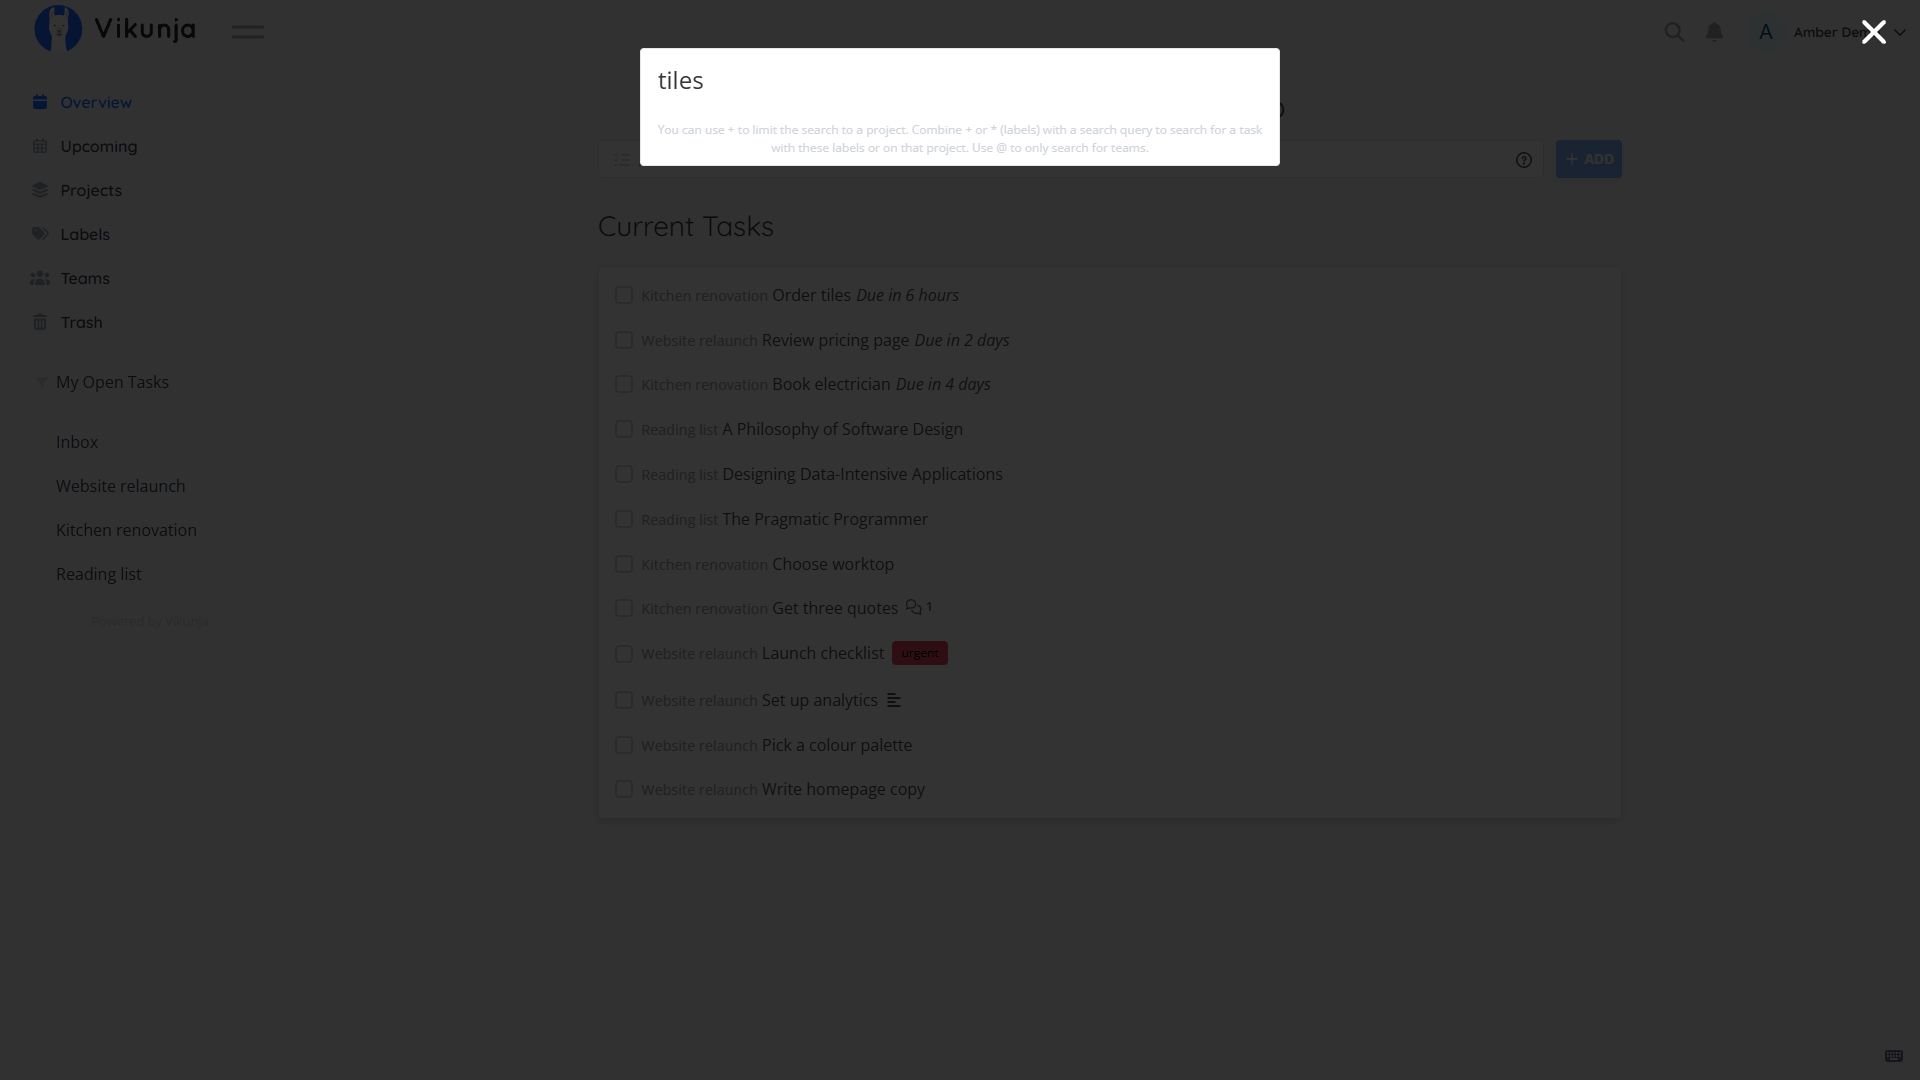 Vikunja
A
tiles
You can use + to limit the search to a project. Combine + or * (labels) with a search query to search for a task
with these labels or on that project. Use @ to only search for teams.
+ ADD
Overview
Upcoming
Projects
Labels
Teams
Trash
My Open Tasks
Inbox
Website relaunch
Kitchen renovation
Reading list
Powered by Vikunja
Current Tasks
Kitchen renovation Order tiles Due in 6 hours
Website relaunch Review pricing page Due in 2 days
Kitchen renovation Book electrician Due in 4 days
Reading list A Philosophy of Software Design
Reading list Designing Data-Intensive Applications
Reading list The Pragmatic Programmer
Kitchen renovation Choose worktop
Kitchen renovation Get three quotes 1
Website relaunch Launch checklist urgent
Website relaunch Set up analytics
Website relaunch Pick a colour palette
Website relaunch Write homepage copy
Amber